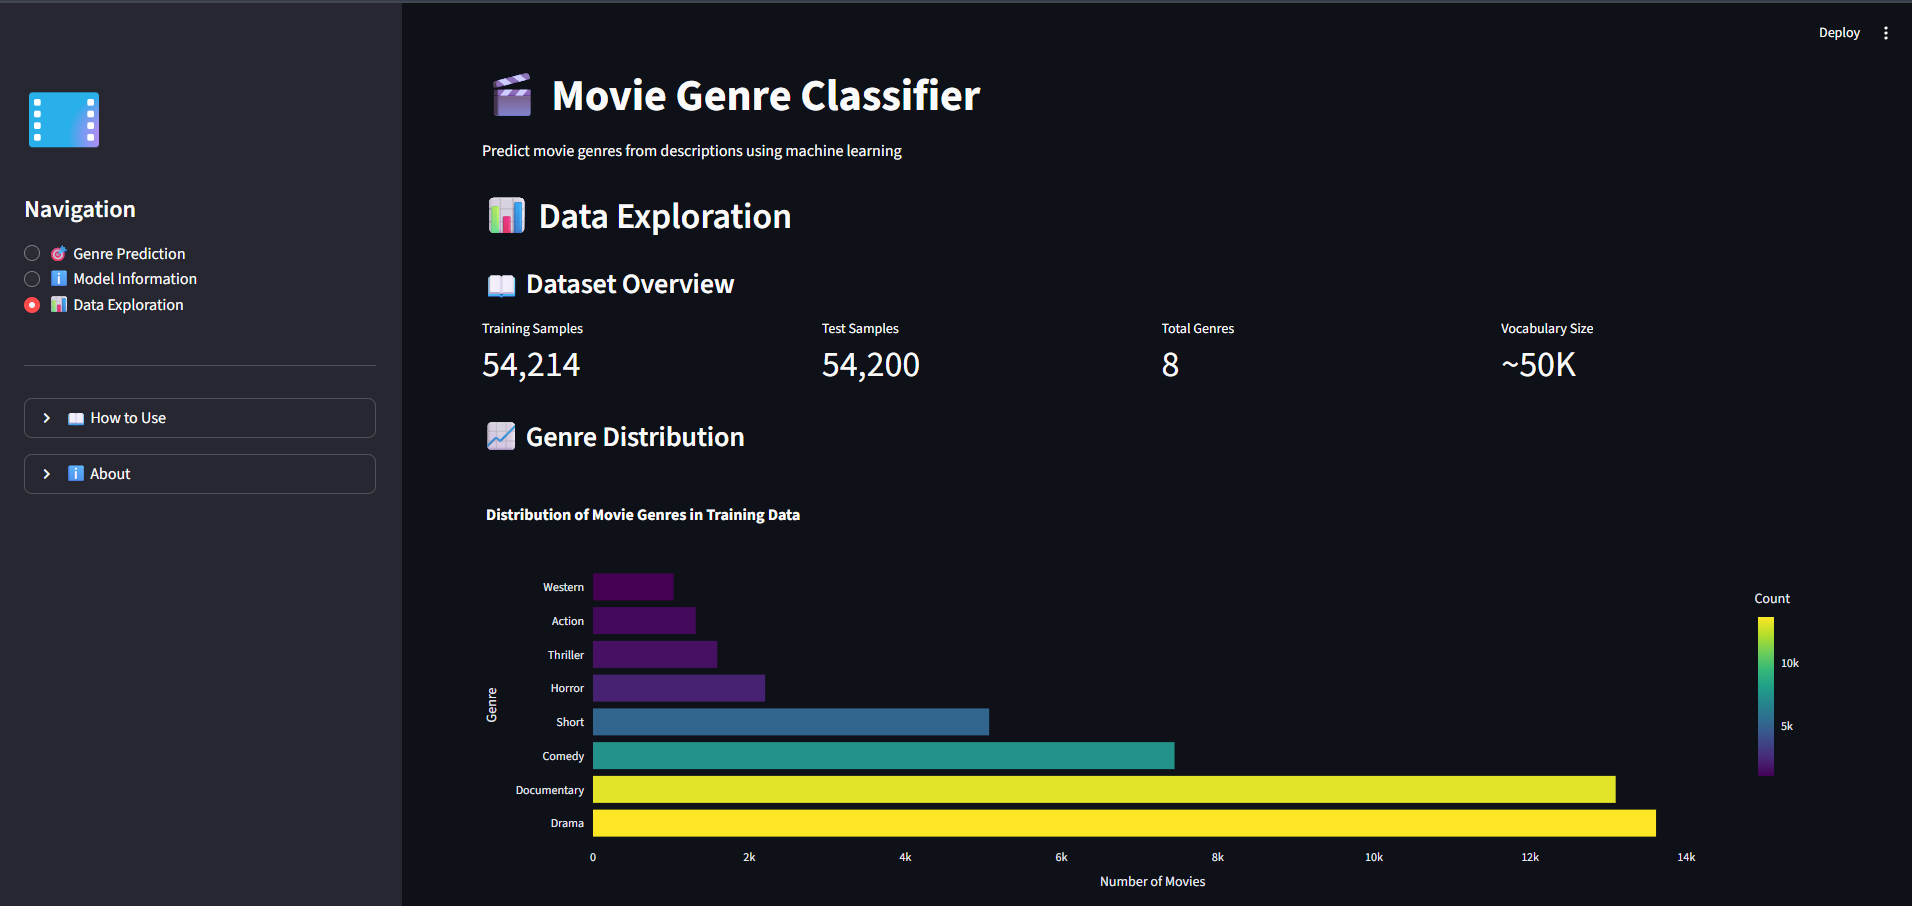 Deploy
Movie Genre Classifier
Predict movie genres from descriptions using machine learning
Navigation
Genre Prediction
Model Information
Data Exploration
How to Use
About
Data Exploration
Dataset Overview
Training Samples
54,214
Test Samples
54,200
Total Genres
8
Vocabulary Size
~50K
Genre Distribution
Distribution of Movie Genres in Training Data
Genre
Western
Action
Thriller
Horror
Short
Comedy
Documentary
Drama
0 2k 4k 6k 8k 10k 12k 14k
Number of Movies
Count
10k
5k